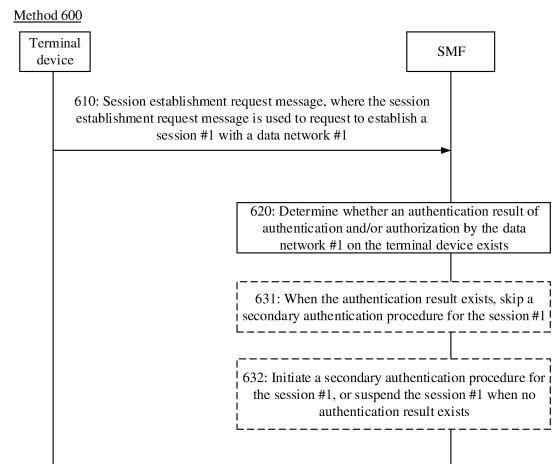 Method 600
Terminal
device
SMF
610: Session establishment request message, where the session
establishment request message is used to request to establish a
session #1 with a data network #1
620: Determine whether an authentication result of
authentication and/or authorization by the data
network #1 on the terminal device exists
631: When the authentication result exists, skip a
secondary authentication procedure for the session #1
632: Initiate a secondary authentication procedure for
the session #1, or suspend the session #1 when no
authentication result exists